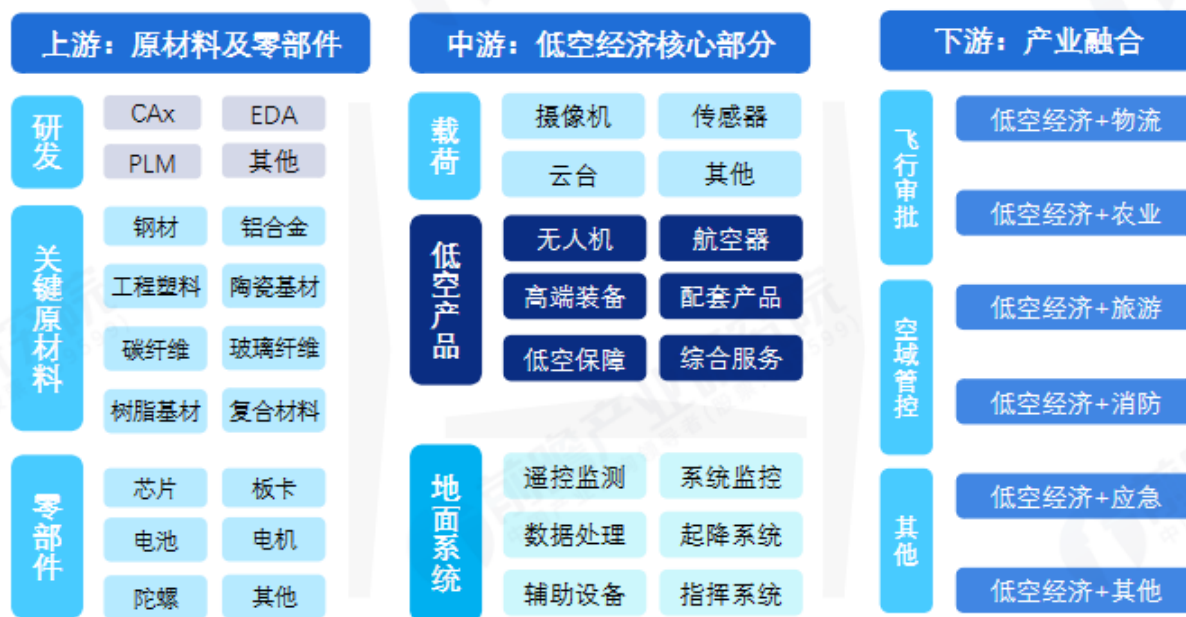 上游：原材料及零部件
研发
CAx
EDA
PLM
其他
关键原材料
钢材
铝合金
工程塑料
陶瓷基材
碳纤维
玻璃纤维
树脂基材
复合材料
零部件
芯片
板卡
电池
电机
陀螺
其他
中游：低空经济核心部分
载荷
摄像机
传感器
云台
其他
低空产品
无人机
航空器
高端装备
配套产品
低空保障
综合服务
地面系统
遥控监测
系统监控
数据处理
起降系统
辅助设备
指挥系统
下游：产业融合
飞行审批
空域管控
其他
低空经济+物流
低空经济+农业
低空经济+旅游
低空经济+消防
低空经济+应急
低空经济+其他